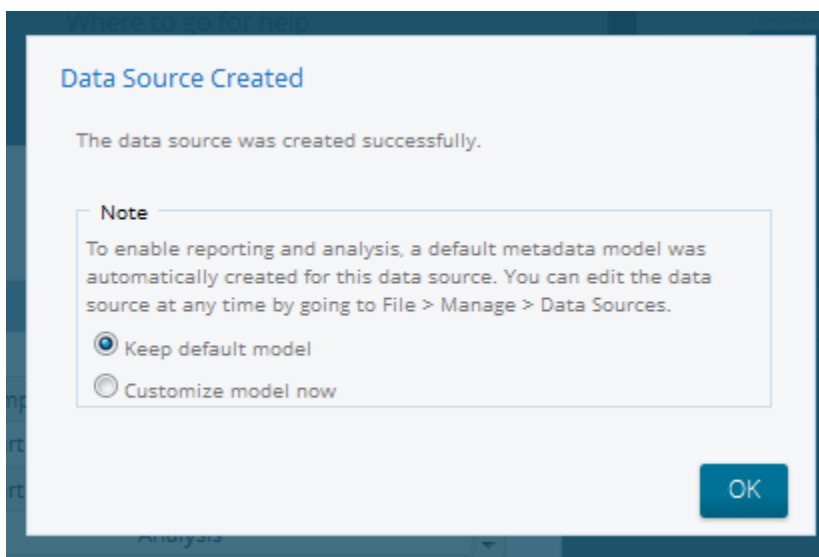 - Where to go for help
Data Source Created
The data source was created successfully.
Note
To enable reporting and analysis, a default metadata model was
automatically created for this data source. You can edit the data
source at any time by going to File > Manage > Data Sources.
Keep default model
Customize model now
OK
Analysis